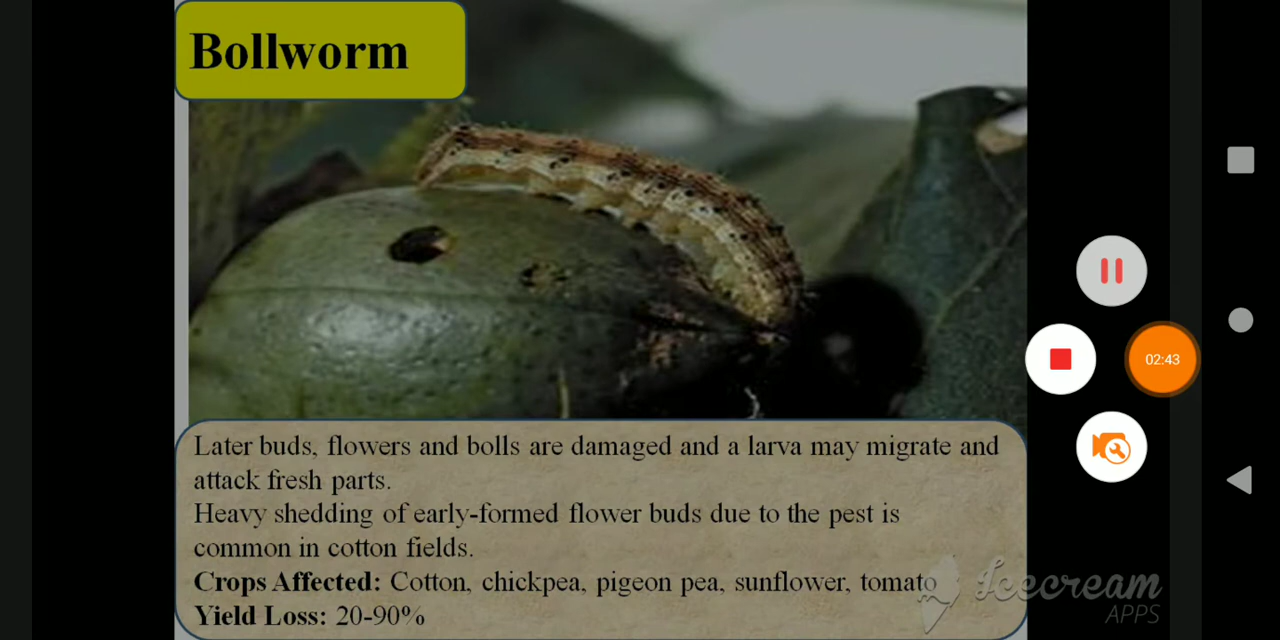 Bollworm
Later buds, flowers and bolls are damaged and a larva may migrate and
attack fresh parts.
Heavy shedding of early-formed flower buds due to the pest is
common in cotton fields.
Crops Affected: Cotton, chickpea, pigeon pea, sunflower, tomato
Yield Loss: 20-90%
02:43
Icecream
APPS